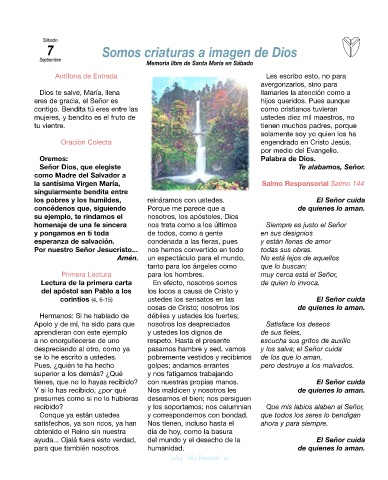 Sábado
7
Septiembre
Somos criaturas a imagen de Dios
Memoria libre de Santa María en Sábado
Antífona de Entrada
Dios te salve, María, llena
eres de gracia, el Señor es
contigo. Bendita tú eres entre las
mujeres, y bendito es el fruto de
tu vientre.
Oración Colecta
Oremos:
Señor Dios, que elegiste
como Madre del Salvador a
la santísima Virgen María,
singularmente bendita entre
los pobres y los humildes,
concédenos que, siguiendo
su ejemplo, te rindamos el
homenaje de una fe sincera
y pongamos en ti toda
esperanza de salvación.
Por nuestro Señor Jesucristo...
Amén.
Primera Lectura
Lectura de la primera carta
del apóstol san Pablo a los
corintios (4, 6-15)
Hermanos: Si he hablado de
Apolo y de mí, ha sido para que
aprendieran con este ejemplo
a no enorgullecerse de uno
despreciando al otro, como ya
se lo he escrito a ustedes.
Pues, ¿quién te ha hecho
superior a los demás? ¿Qué
tienes, que no lo hayas recibido?
Y si lo has recibido, ¿por qué
presumes como si no lo hubieras
recibido?
Conque ya están ustedes
satisfechos, ya son ricos, ya han
obtenido el Reino sin nuestra
ayuda... Ojalá fuera esto verdad,
para que también nosotros
reináramos con ustedes.
Porque me parece que a
nosotros, los apóstoles, Dios
nos trata como a los últimos
de todos, como a gente
condenada a las fieras, pues
nos hemos convertido en todo
un espectáculo para el mundo,
tanto para los ángeles como
para los hombres.
En efecto, nosotros somos
los locos a causa de Cristo y
ustedes los sensatos en las
cosas de Cristo; nosotros los
débiles y ustedes los fuertes;
nosotros los despreciados
y ustedes los dignos de
respeto. Hasta el presente
pasamos hambre y sed, vamos
pobremente vestidos y recibimos
golpes; andamos errantes
y nos fatigamos trabajando
con nuestras propias manos.
Nos maldicen y nosotros les
deseamos el bien; nos persiguen
y los soportamos; nos calumnian
y correspondemos con bondad.
Nos tienen, incluso hasta el
día de hoy, como la basura
del mundo y el desecho de la
humanidad.
Les escribo esto, no para
avergonzarlos, sino para
llamarles la atención como a
hijos queridos. Pues aunque
como cristianos tuvieran
ustedes diez mil maestros, no
tienen muchos padres, porque
solamente soy yo quien los ha
engendrado en Cristo Jesús,
por medio del Evangelio.
Palabra de Dios.
Te alabamos, Señor.
Salmo Responsorial Salmo 144
El Señor cuida
de quienes lo aman.
Siempre es justo el Señor
en sus designios
y están llenas de amor
todas sus obras.
No está lejos de aquellos
que lo buscan;
muy cerca está el Señor,
de quien lo invoca.
El Señor cuida
de quienes lo aman.
Satisface los deseos
de sus fieles,
escucha sus gritos de auxilio
y los salva; el Señor cuida
de los que lo aman,
pero destruye a los malvados.
El Señor cuida
de quienes lo aman.
Que mis labios alaben al Señor,
que todos los seres lo bendigan
ahora y para siempre.
El Señor cuida
de quienes lo aman.